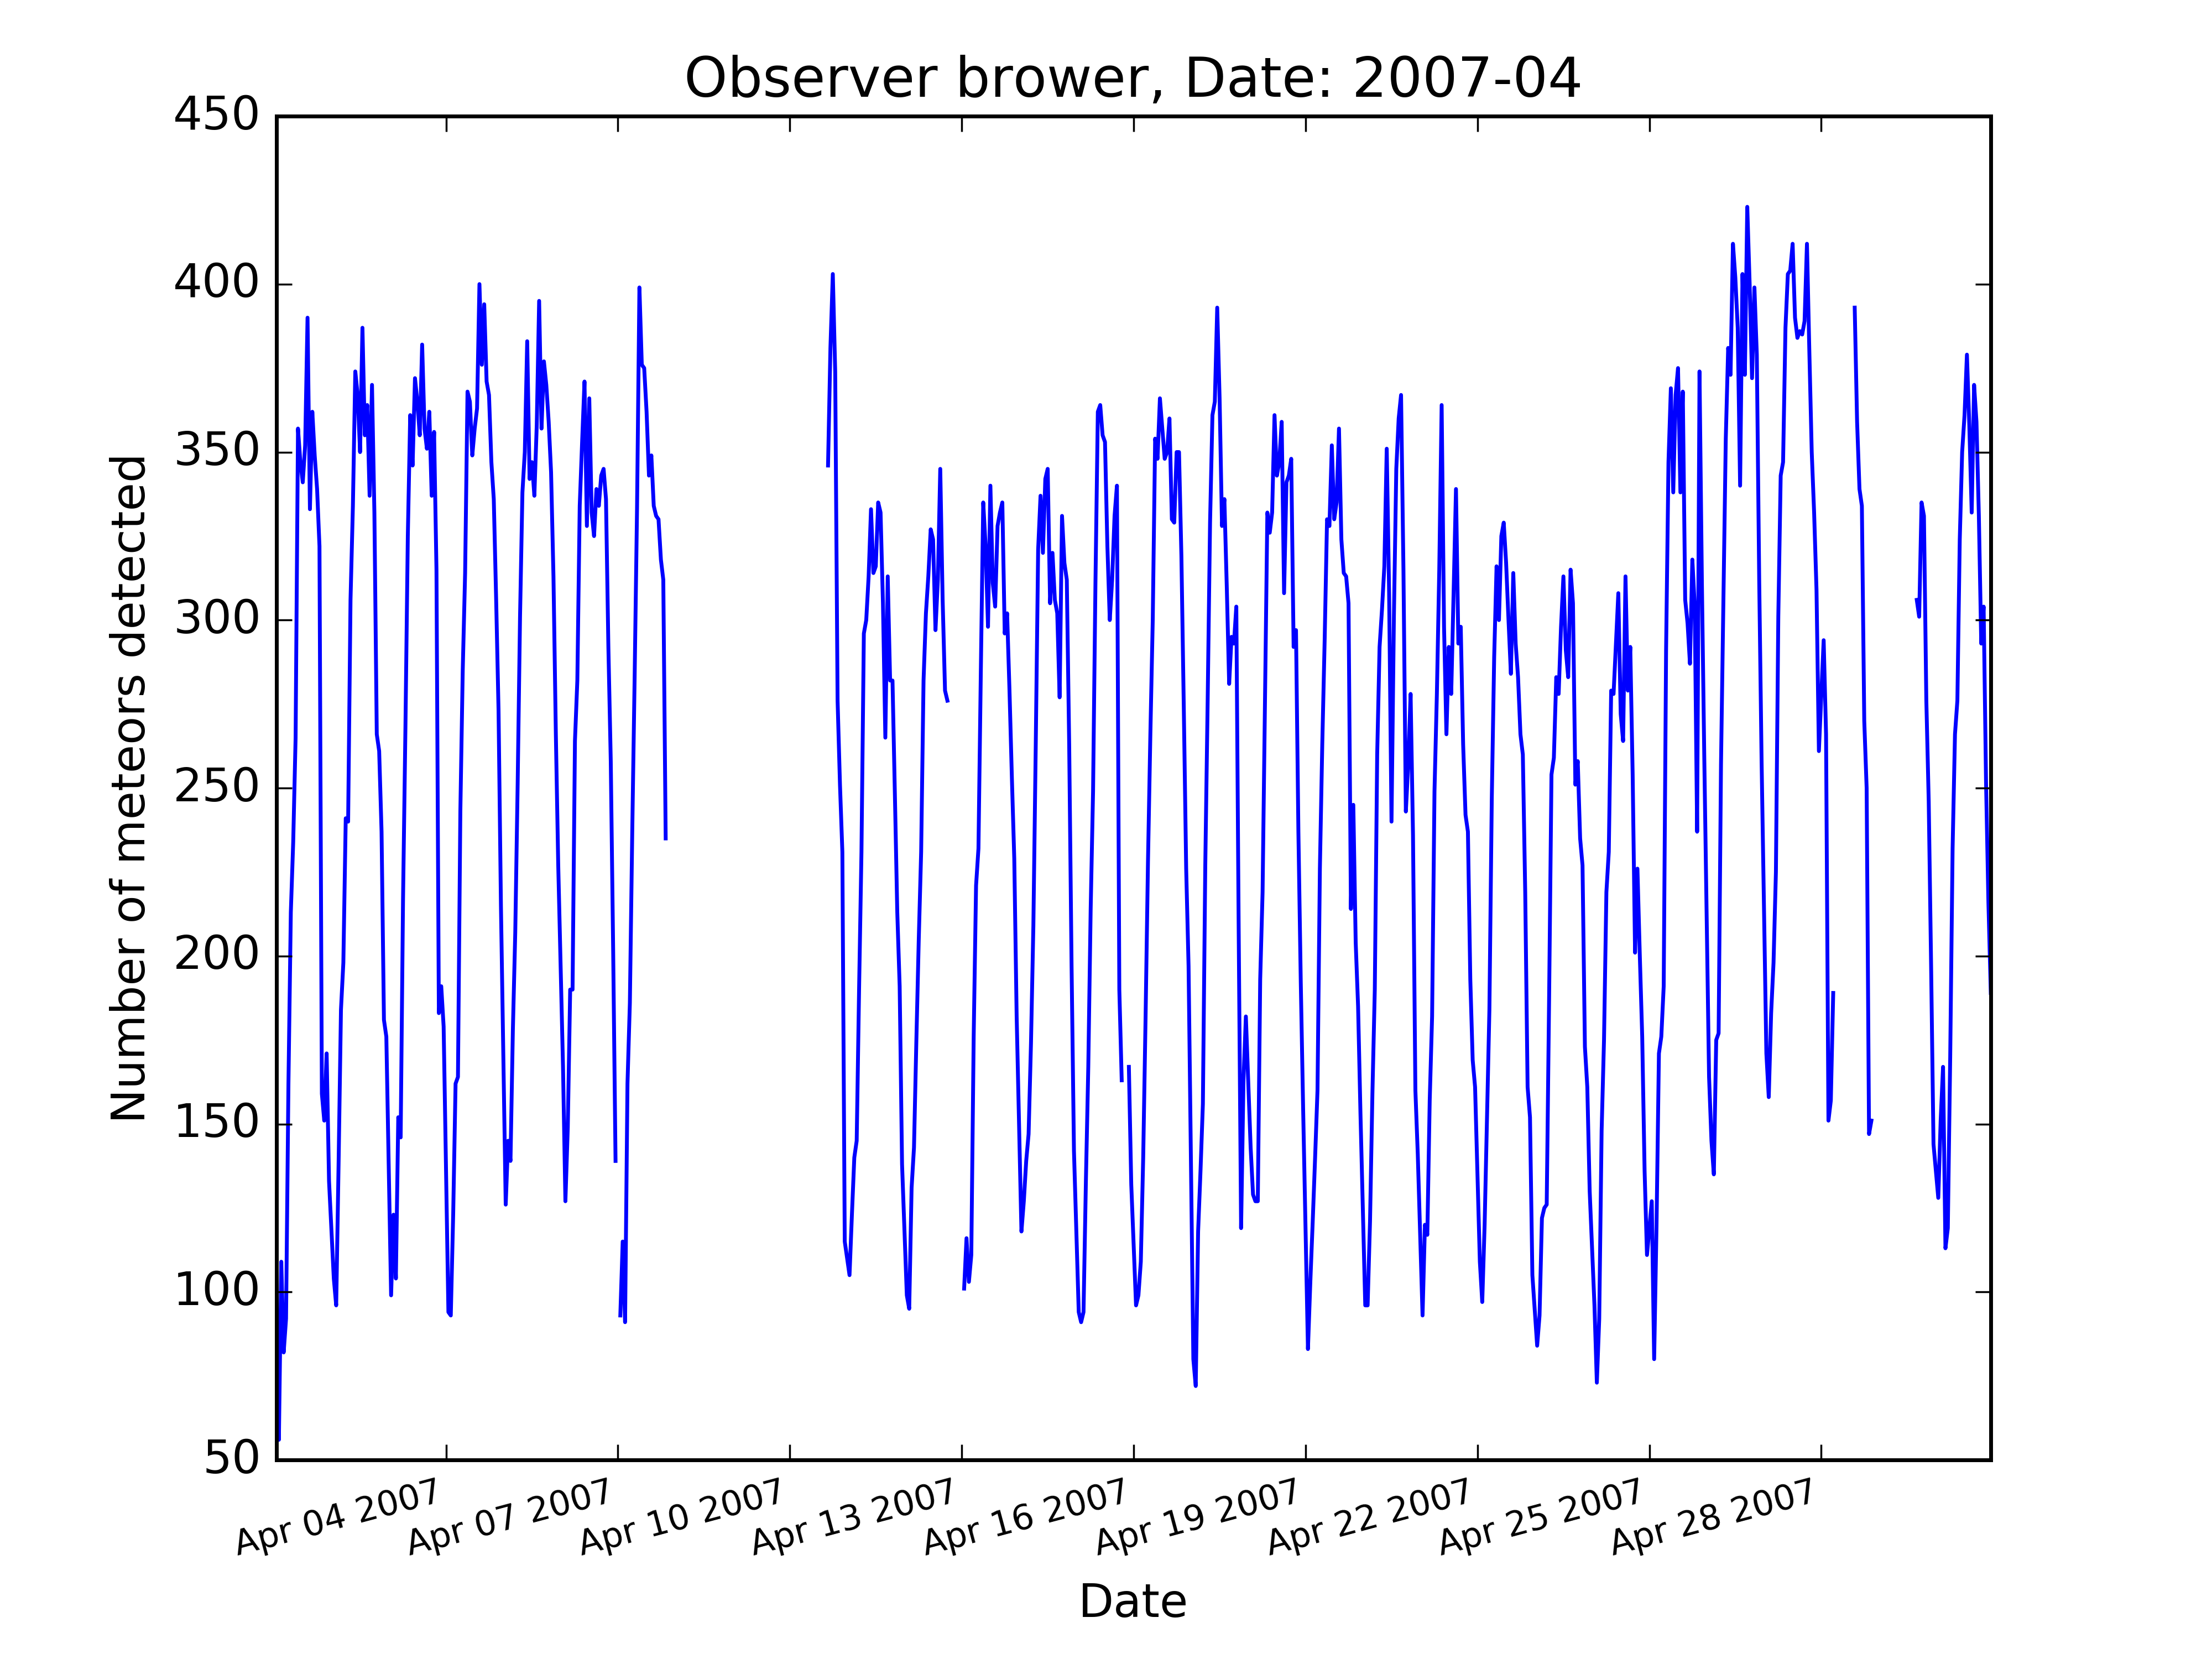 Observer brower, Date: 2007-04
450
400
350
300
250
200
150
100
50
Number of meteors detected
Apr 04 2007
Apr 07 2007
Apr 10 2007
Apr 13 2007
Apr 16 2007
Apr 19 2007
Apr 22 2007
Apr 25 2007
Apr 28 2007
Date